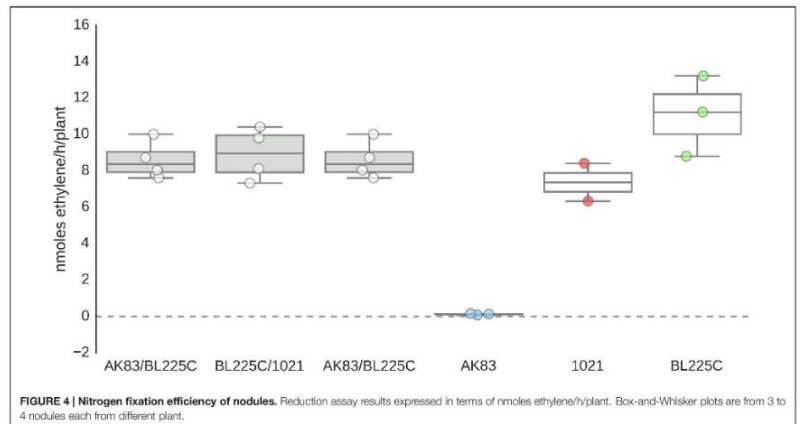 16
14
12
10
8
6
4
2
0
−2
nmoles ethylene/h/plant
AK83/BL225C BL225C/1021 AK83/BL225C AK83 1021 BL225C
FIGURE 4 | Nitrogen fixation efficiency of nodules. Reduction assay results expressed in terms of nmoles ethylene/h/plant. Box-and-Whisker plots are from 3 to
4 nodules each from different plant.